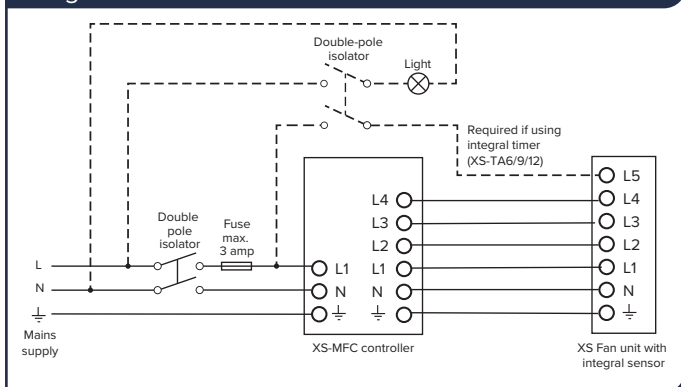 Double-pole
isolator
Light
Required if using
integral timer
(XS-TA6/9/12)
L5
L4
L4
L3
L3
Double
pole
isolator
Fuse
max.
3 amp
L2
L2
L
L1
L1
L1
N
N
N
N
Mains
supply
XS-MFC controller
XS Fan unit with
integral sensor